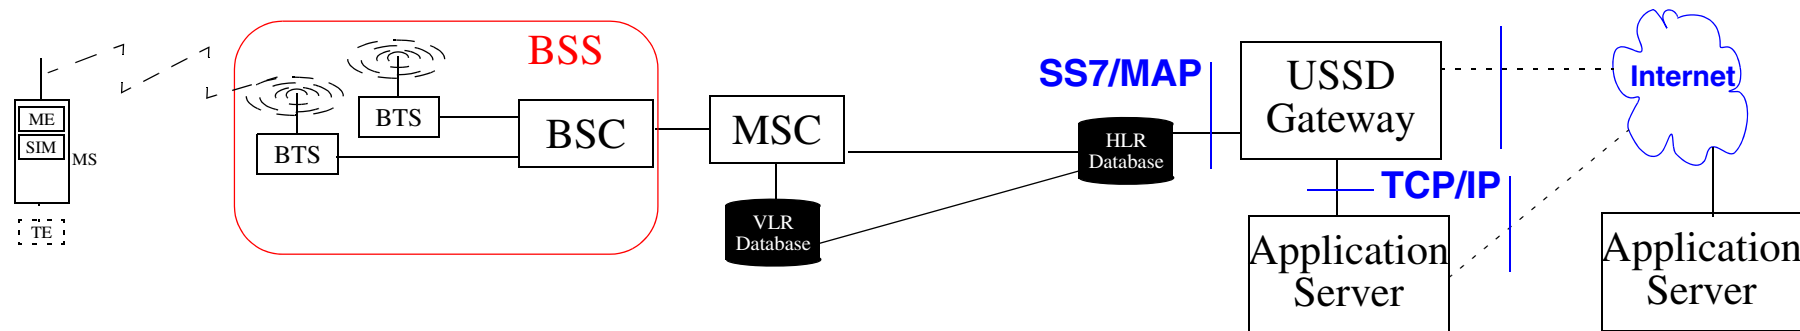 ME
SIM
MS
TE
BSS
BTS
BTS
BSC
MSC
VLR
Database
HLR
Database
SS7/MAP
USSD
Gateway
TCP/IP
Application
Server
Internet
Application
Server